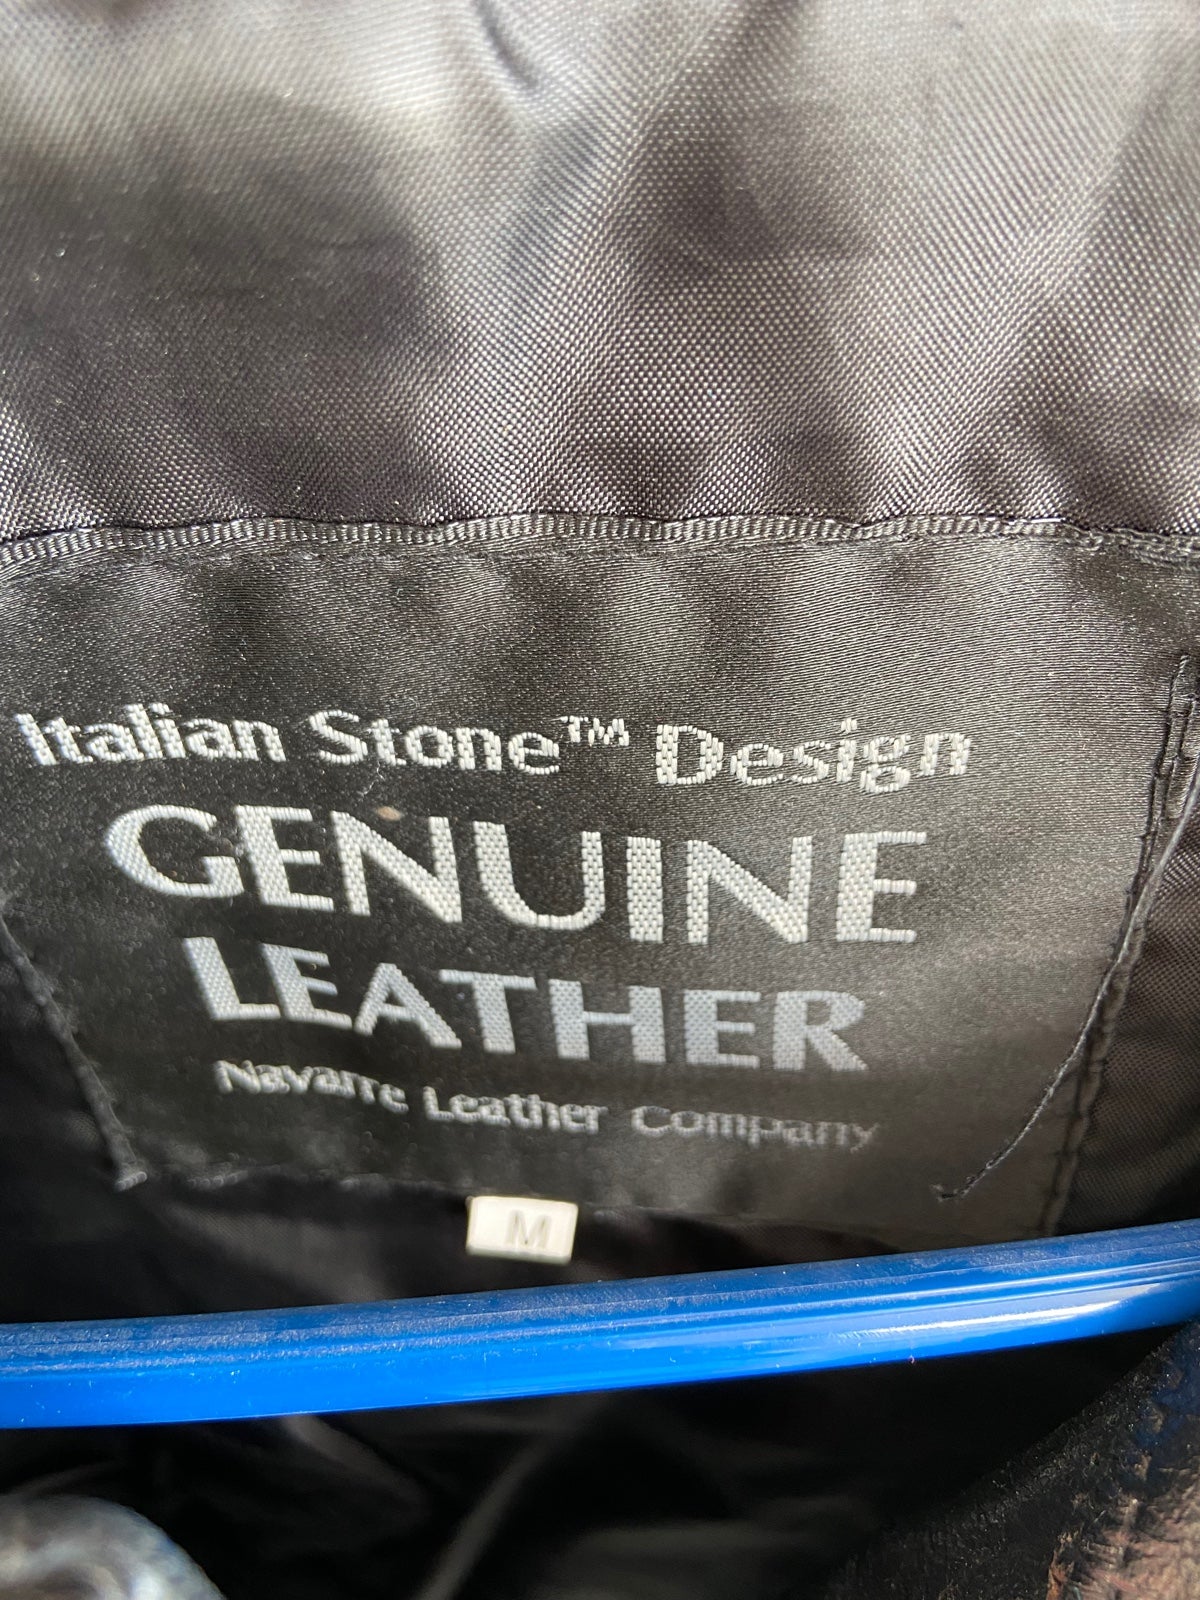 Italian Stone™ Design
GENUINE
LEATHER
Navarre Leather Company
M